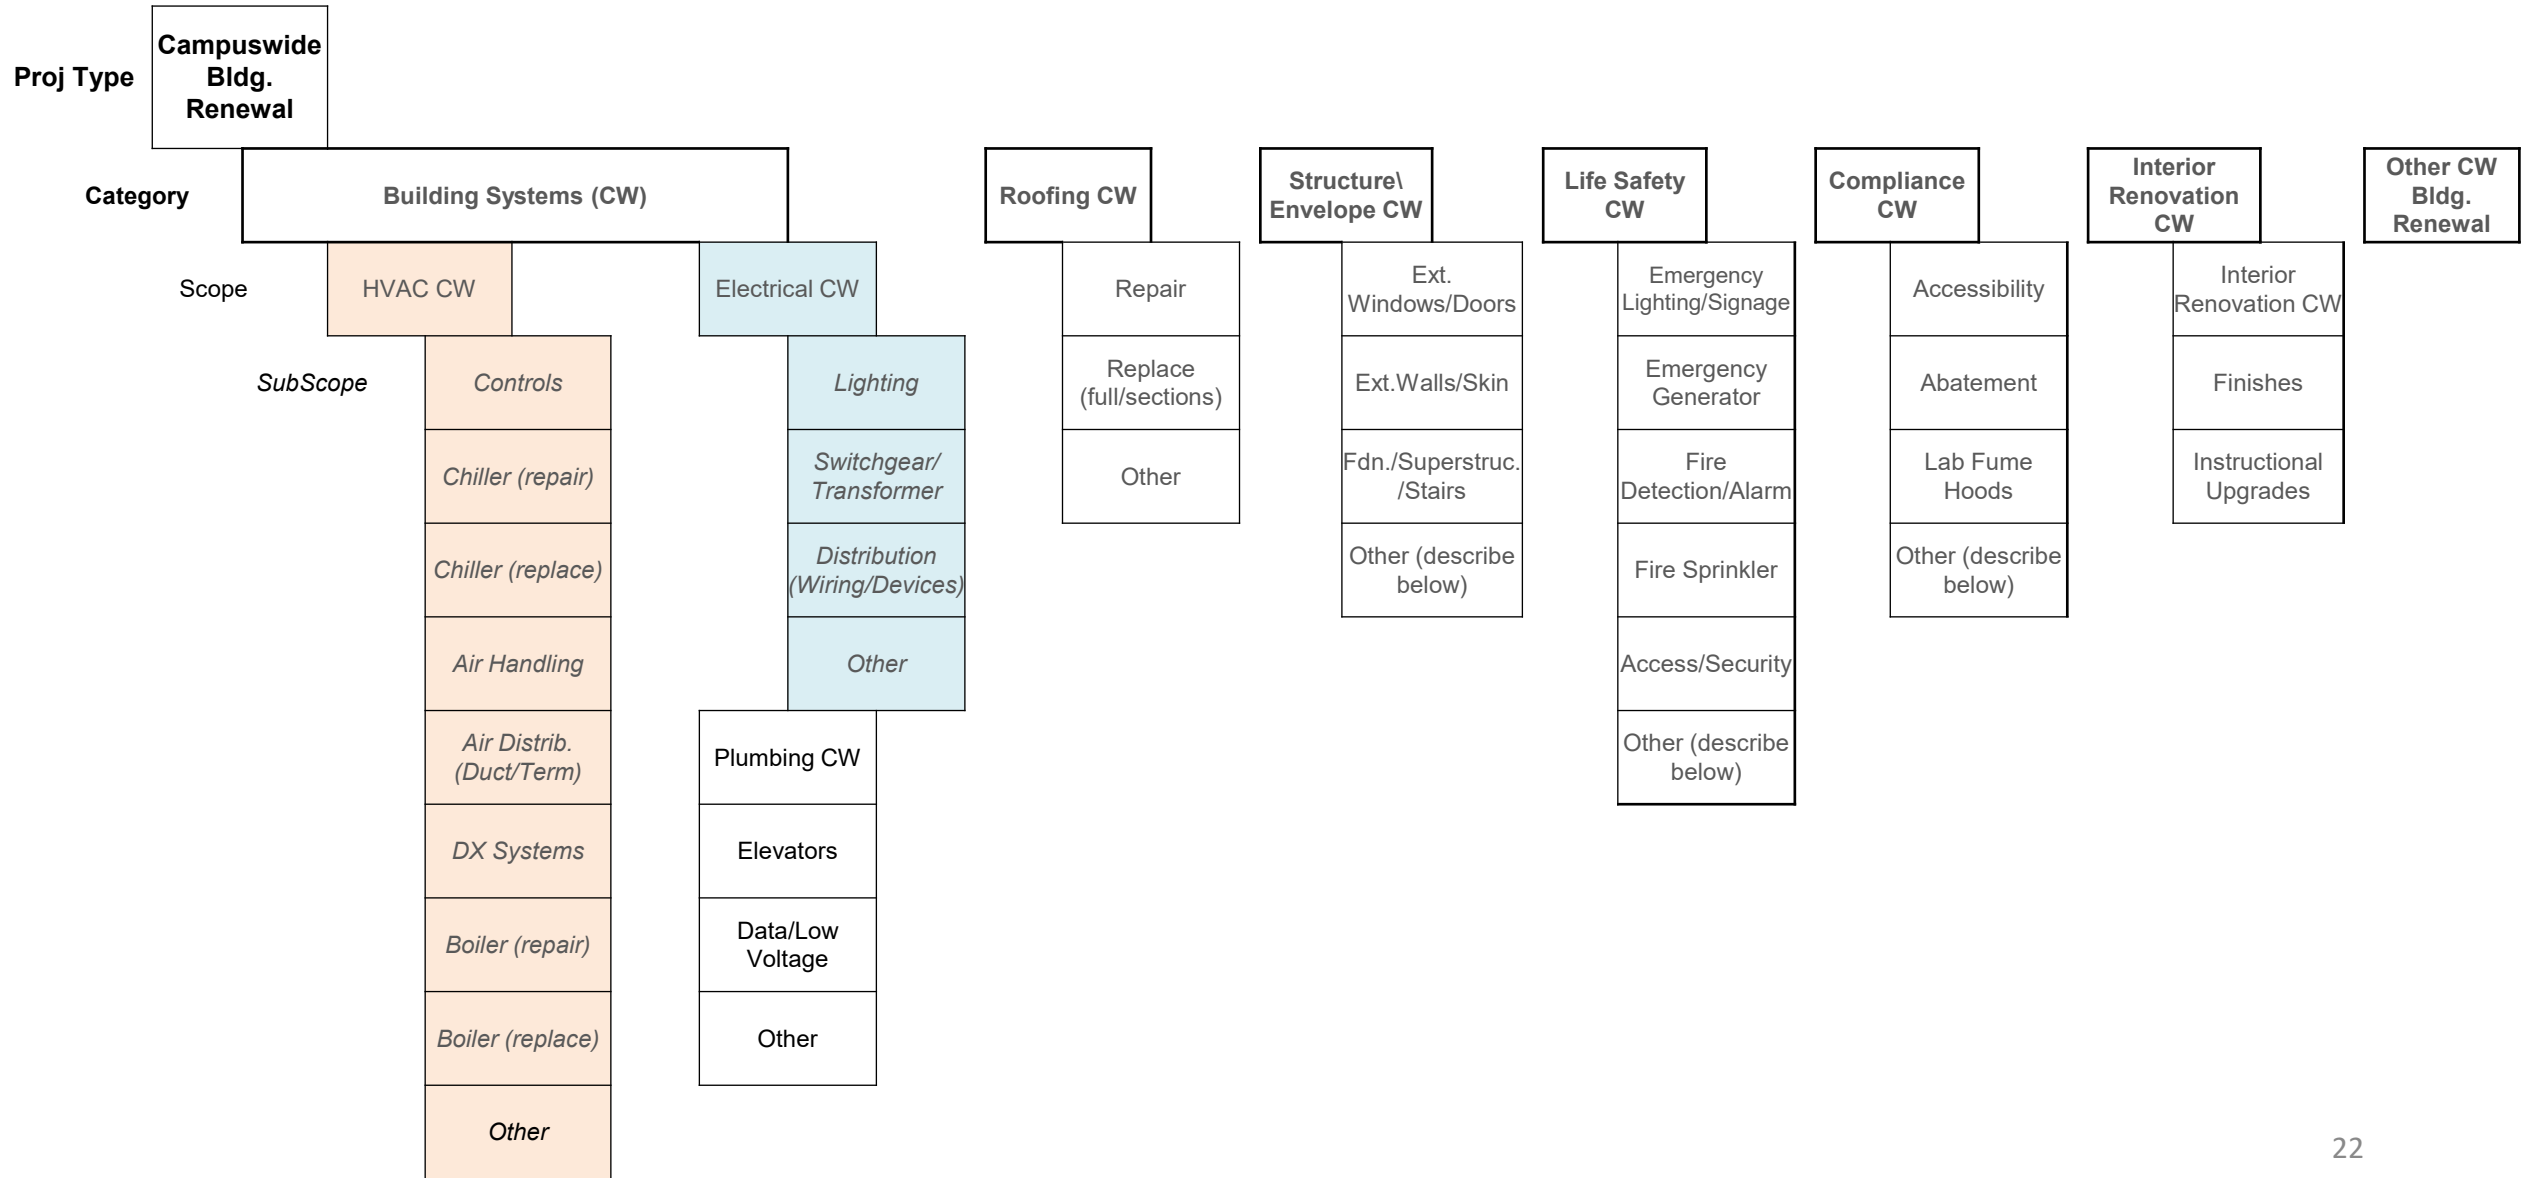 Campuswide
Bldg.
Renewal
Proj Type
Category
Building Systems (CW)
Roofing CW
Structure\
Envelope CW
Life Safety
CW
Compliance
CW
Interior
Renovation
CW
Other CW
Bldg.
Renewal
Scope
HVAC CW
Electrical CW
Repair
Ext.
Windows/Doors
Emergency
Lighting/Signage
Accessibility
Interior
Renovation CW
SubScope
Controls
Lighting
Replace
(full/sections)
Ext.Walls/Skin
Emergency
Generator
Abatement
Finishes
Chiller (repair)
Switchgear/
Transformer
Other
Fdn./Superstruc.
/Stairs
Fire
Detection/Alarm
Lab Fume
Hoods
Instructional
Upgrades
Chiller (replace)
Distribution
(Wiring/Devices)
Other (describe
below)
Fire Sprinkler
Other (describe
below)
Air Handling
Other
Access/Security
Air Distrib.
(Duct/Term)
Plumbing CW
Other (describe
below)
DX Systems
Elevators
Boiler (repair)
Data/Low
Voltage
Boiler (replace)
Other
Other
22